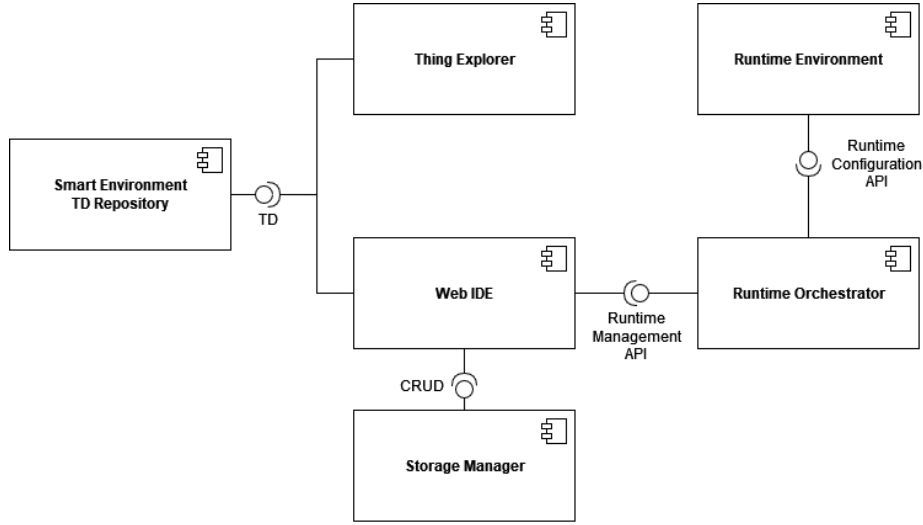 Thing Explorer
Runtime Environment
Runtime
Configuration
API
Smart Environment
TD Repository
TD
Web IDE
Runtime
Management
API
Runtime Orchestrator
CRUD
Storage Manager